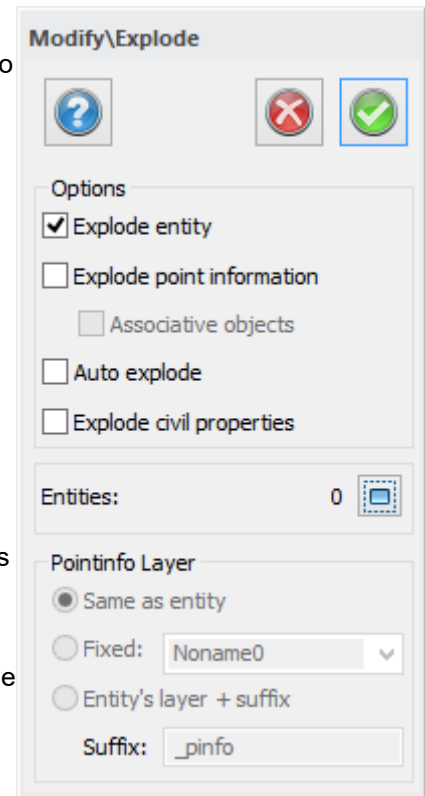 Modify\Explode
o
Options
Explode entity
Explode point information
Associative objects
Auto explode
Explode civil properties
Entities: 0
s
Pointinfo Layer
Same as entity
Fixed: Noname0
e
Entity's layer + suffix
Suffix: _pinfo